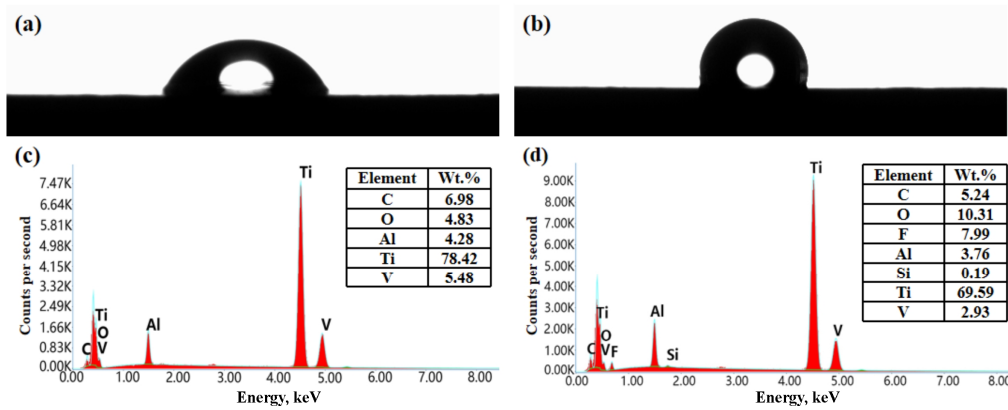 (a)
(b)
(c)
7.47K
6.64K
5.81K
4.98K
4.15K
3.32K
2.49K
1.66K
0.83K
0.00K
Counts per second
0.00
1.00
2.00
3.00
4.00
5.00
6.00
7.00
8.00
Energy, keV
C
Ti
O
V
Al
Ti
V
Element Wt.%
C 6.98
O 4.83
Al 4.28
Ti 78.42
V 5.48
(d)
9.00K
8.00K
7.00K
6.00K
5.00K
4.00K
3.00K
2.00K
1.00K
0.00K
Counts per second
0.00
1.00
2.00
3.00
4.00
5.00
6.00
7.00
8.00
Energy, keV
C
Ti
O
V F
Al
Si
Ti
V
Element Wt.%
C 5.24
O 10.31
F 7.99
Al 3.76
Si 0.19
Ti 69.59
V 2.93